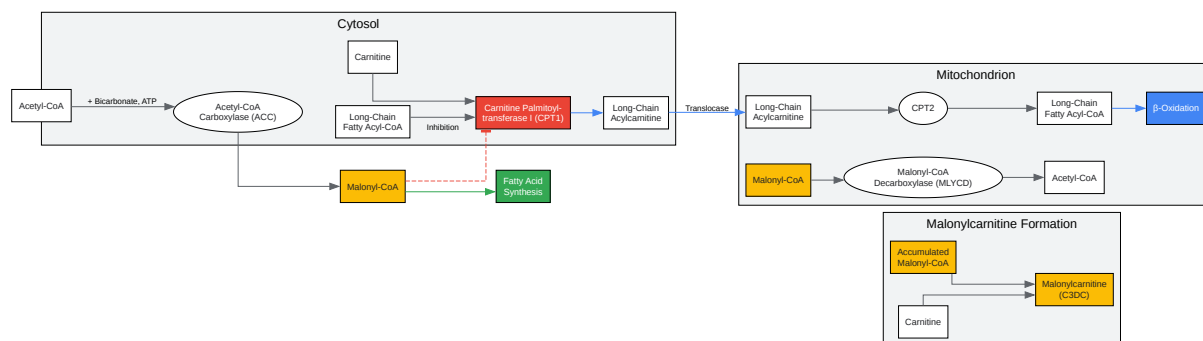 Cytosol
Carnitine
Acetyl-CoA
+ Bicarbonate, ATP
Acetyl-CoA
Carboxylase (ACC)
Long-Chain
Fatty Acyl-CoA
Inhibition
Carnitine Palmitoyl-
transferase I (CPT1)
Long-Chain
Acylcarnitine
Translocase
Malonyl-CoA
Fatty Acid
Synthesis
Mitochondrion
Long-Chain
Acylcarnitine
CPT2
Long-Chain
Fatty Acyl-CoA
β-Oxidation
Malonyl-CoA
Malonyl-CoA
Decarboxylase (MLYCD)
Acetyl-CoA
Malonylcarnitine Formation
Accumulated
Malonyl-CoA
Malonylcarnitine
(C3DC)
Carnitine